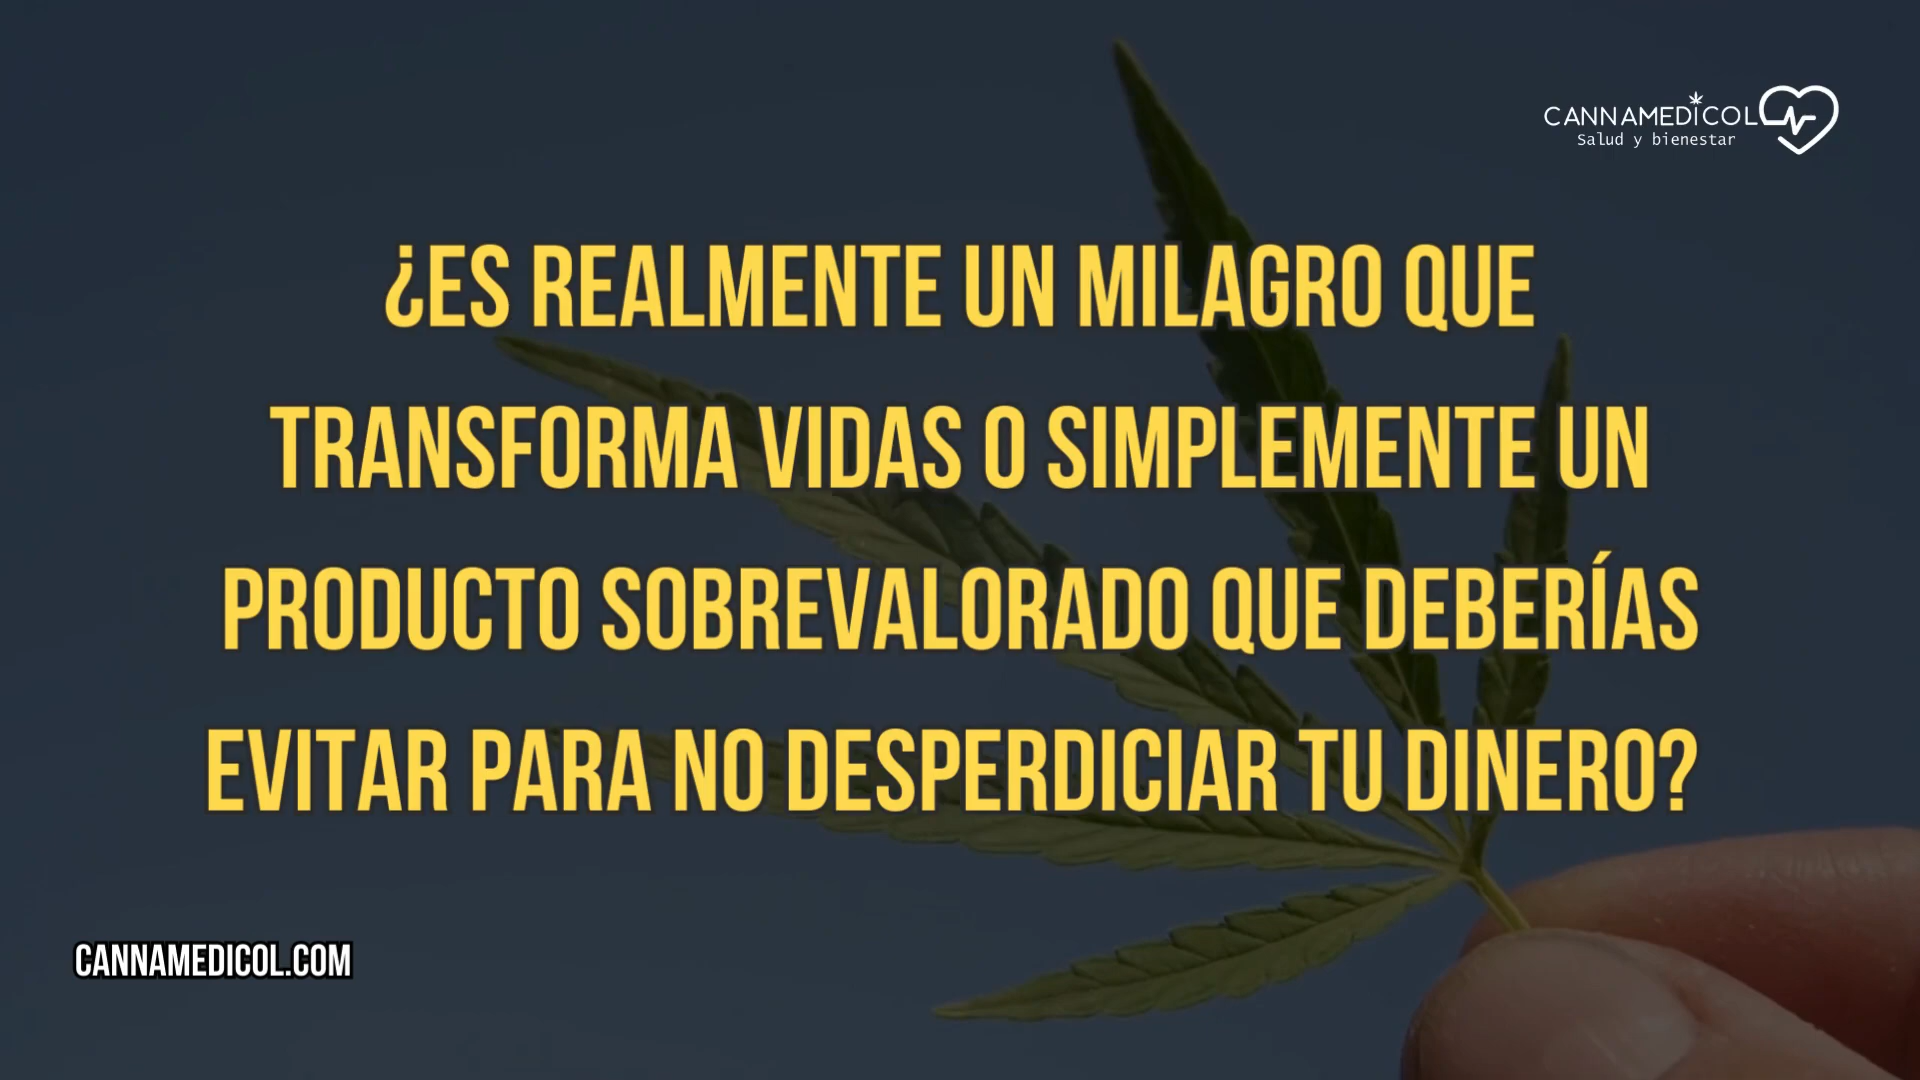 CANNAMEDICOL
Salud y bienestar
¿ES REALMENTE UN MILAGRO QUE
TRANSFORMA VIDAS O SIMPLEMENTE UN
PRODUCTO SOBREVALORADO QUE DEBERÍAS
EVITAR PARA NO DESPERDICIAR TU DINERO?
CANNAMEDICOL.COM